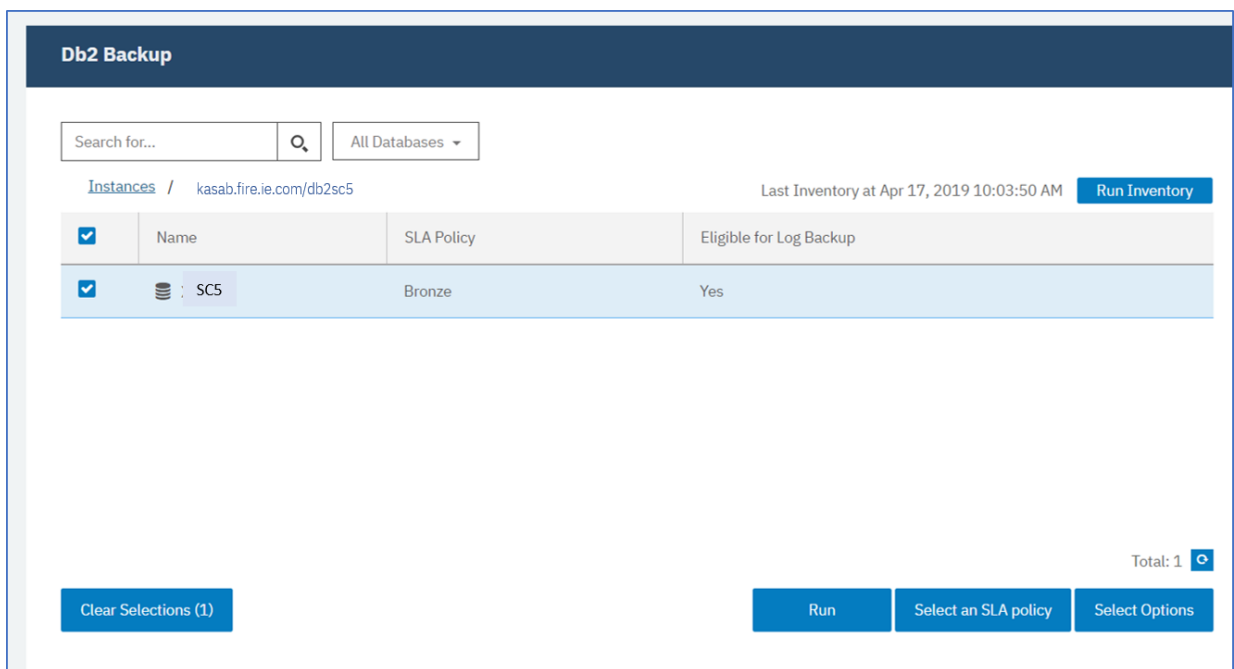 Db2 Backup
Search for... All Databases
Instances / kasab.fire.ie.com/db2sc5 Last Inventory at Apr 17, 2019 10:03:50 AM Run Inventory
Name SLA Policy Eligible for Log Backup
SC5 Bronze Yes
Total: 1
Clear Selections (1) Run Select an SLA policy Select Options